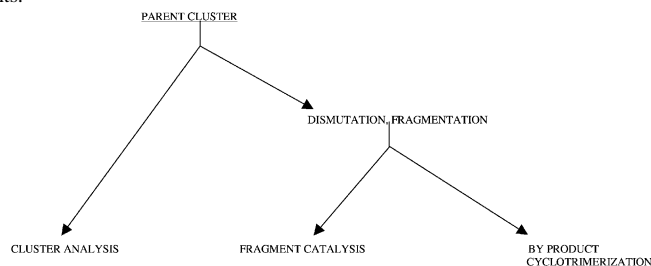 PARENT CLUSTER
DISMUTATION, FRAGMENTATION
CLUSTER ANALYSIS
FRAGMENT CATALYSIS
BY PRODUCT
CYCLOTRIMERIZATION